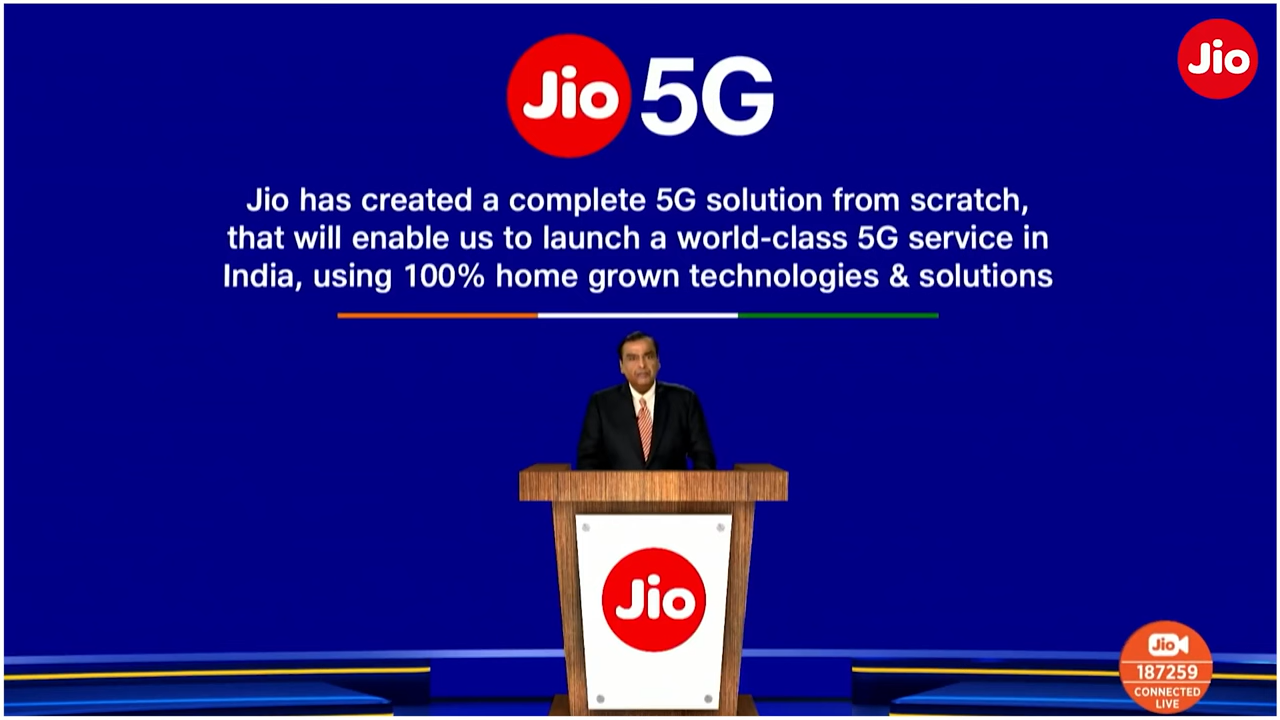 Jio
Jio 5G
Jio has created a complete 5G solution from scratch,
that will enable us to launch a world-class 5G service in
India, using 100% home grown technologies & solutions
Jio
Jio
187259
CONNECTED
LIVE